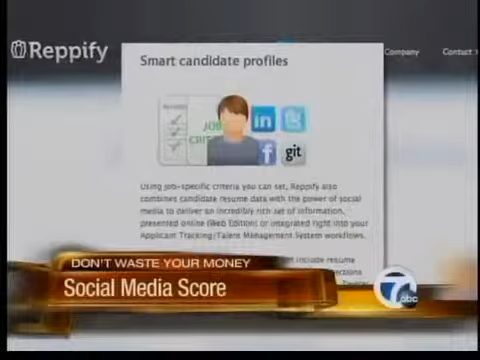 Reppify
Company
Contact
Smart candidate profiles
JOB
in
f
git
Using job-specific criteria you can set, Reppify also
combines candidate resume data with the power of social
media to deliver an incredibly rich set of information,
presented online (Web Edition) or integrated right into your
Applicant Tracking/Talent Management System workflows.
include resume
DON'T WASTE YOUR MONEY
Social Media Score
7
abc